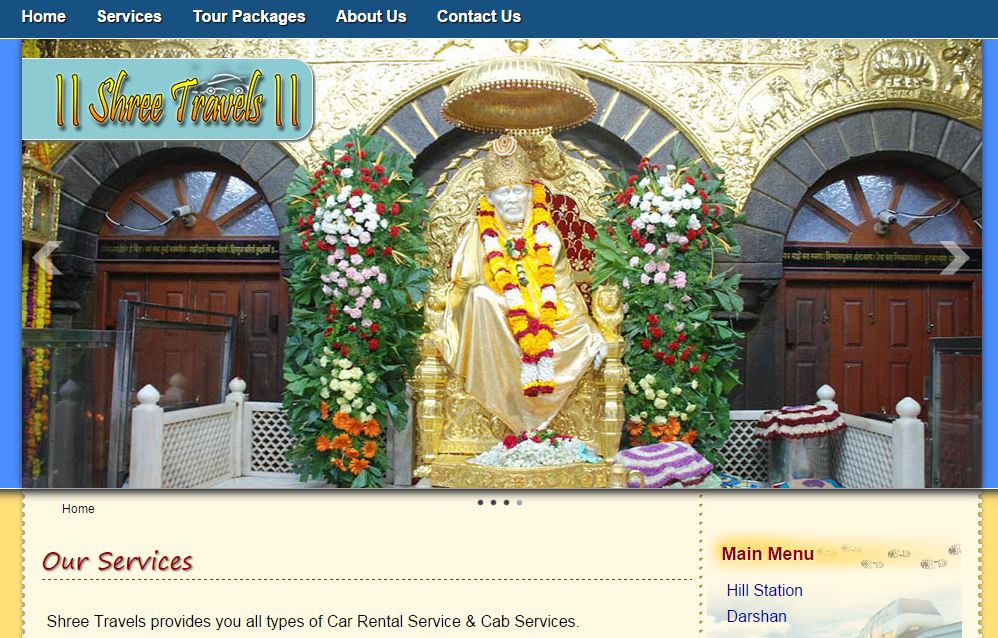 Home Services Tour Packages About Us Contact Us
|| Shree Travels ||
Home
Our Services
Shree Travels provides you all types of Car Rental Service & Cab Services.
Main Menu
Hill Station
Darshan